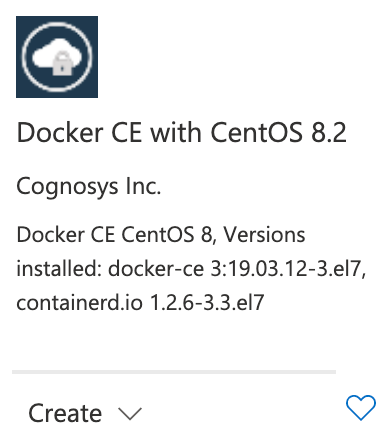 Docker CE with CentOS 8.2
Cognosys Inc.
Docker CE CentOS 8, Versions
installed: docker-ce 3:19.03.12-3.el7,
containerd.io 1.2.6-3.3.el7
Create